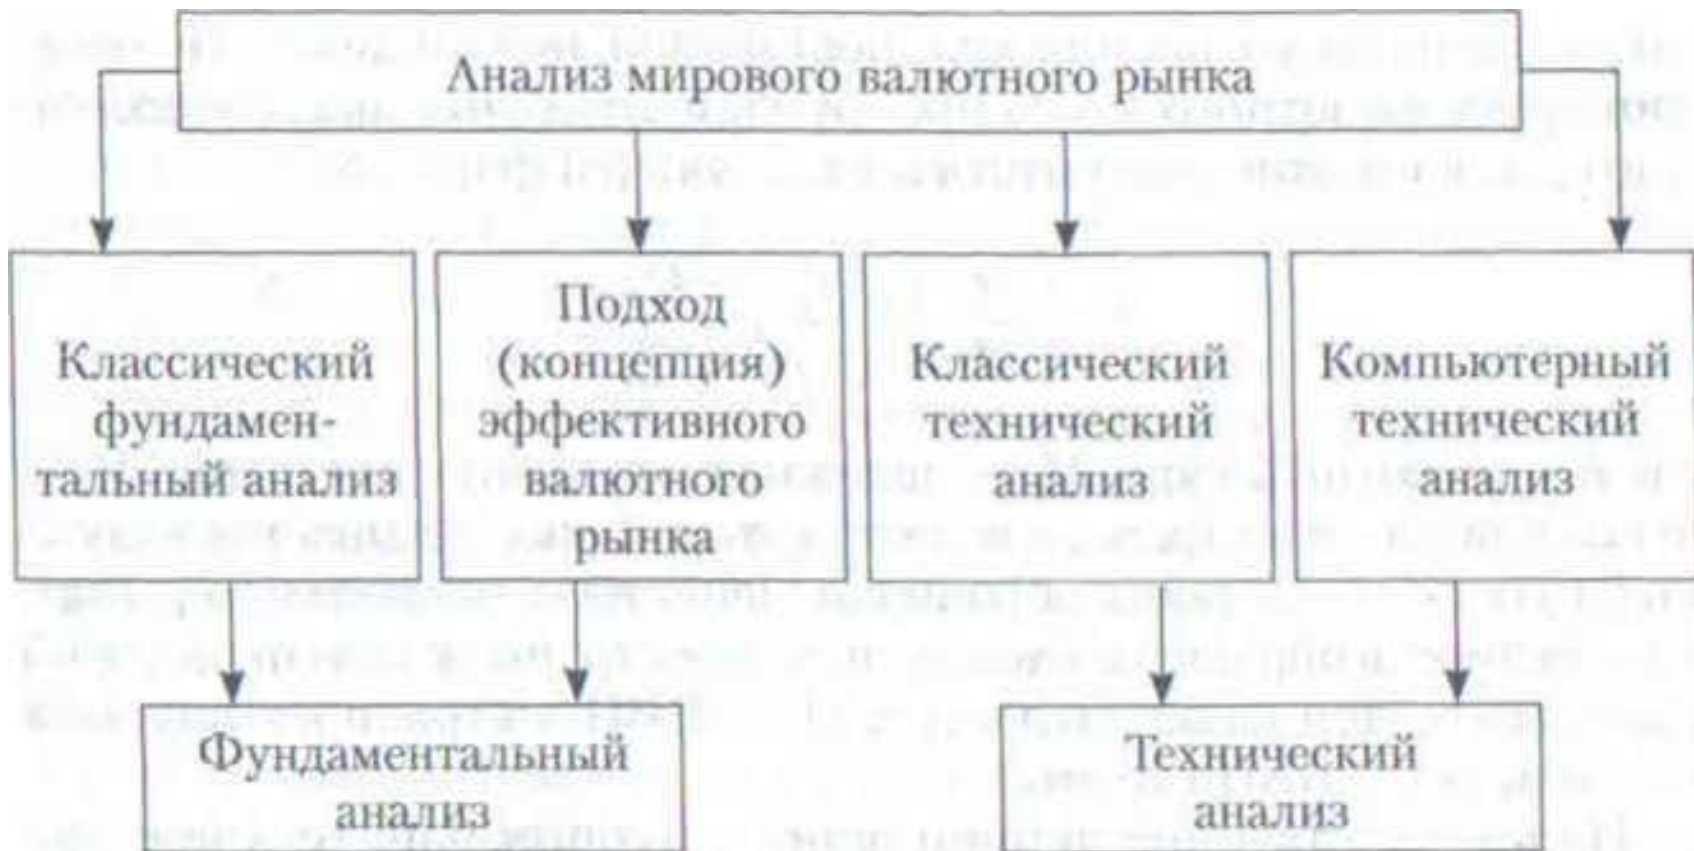 Анализ мирового валютного рынка
Классический
фундамен-
тальный анализ
Подход
(концепция)
эффективного
валютного
рынка
Классический
технический
анализ
Компьютерный
технический
анализ
Фундаментальный
анализ
Технический
анализ